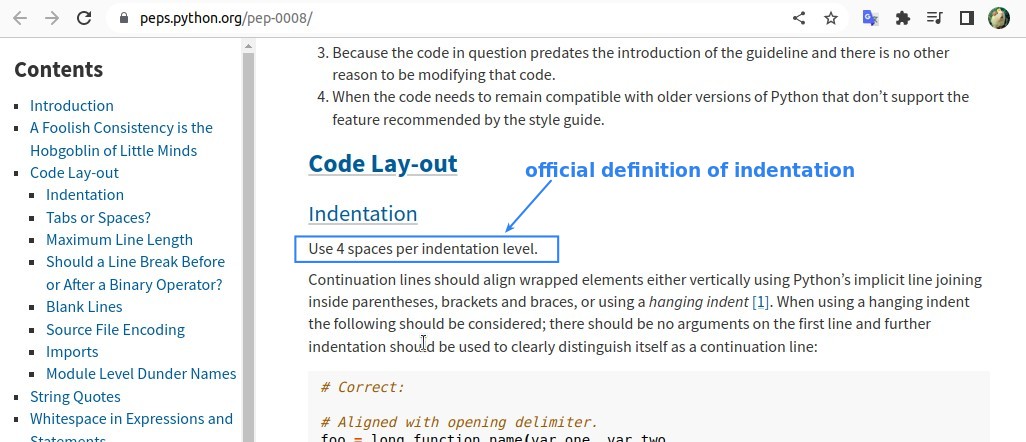 peps.python.org/pep-0008/
Contents
Introduction
A Foolish Consistency is the
Hobgoblin of Little Minds
Code Lay-out
Indentation
Tabs or Spaces?
Maximum Line Length
Should a Line Break Before
or After a Binary Operator?
Blank Lines
Source File Encoding
Imports
Module Level Dunder Names
String Quotes
Whitespace in Expressions and
Statements
3. Because the code in question predates the introduction of the guideline and there is no other
reason to be modifying that code.
4. When the code needs to remain compatible with older versions of Python that don’t support the
feature recommended by the style guide.
Code Lay-out
official definition of indentation
Indentation
Use 4 spaces per indentation level.
Continuation lines should align wrapped elements either vertically using Python’s implicit line joining
inside parentheses, brackets and braces, or using a hanging indent [1]. When using a hanging indent
the following should be considered; there should be no arguments on the first line and further
indentation should be used to clearly distinguish itself as a continuation line:
# Correct:
# Aligned with opening delimiter.
foo = long_function_name(var_one, var_two,